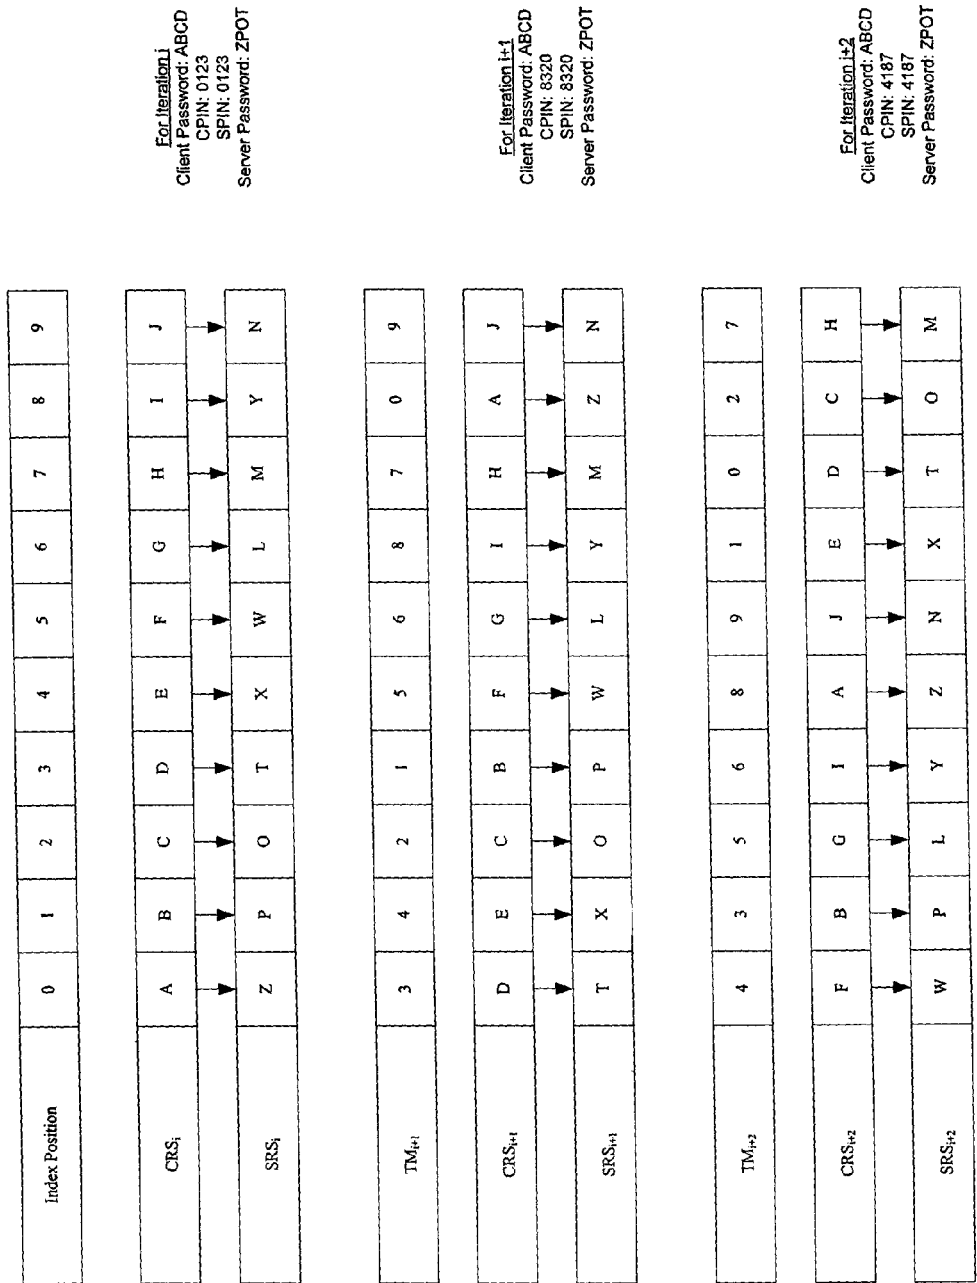 Index Position 0 1 2 3 4 5 6 7 8 9
CRSi A B C D E F G H I J
SRSi Z P O T X W L M Y N
For Iteration i
Client Password: ABCD
CPIN: 0123
SPIN: 0123
Server Password: ZPOT
TMi+1 3 4 2 1 5 6 8 7 0 9
CRSi+1 D E C B F G I H A J
SRSi+1 T X O P W L Y M Z N
For Iteration i+1
Client Password: ABCD
CPIN: 8320
SPIN: 8320
Server Password: ZPOT
TMi+2 4 3 5 6 8 9 1 0 2 7
CRSi+2 F B G I A J E D C H
SRSi+2 W P L Y Z N X T O M
For Iteration i+2
Client Password: ABCD
CPIN: 4187
SPIN: 4187
Server Password: ZPOT